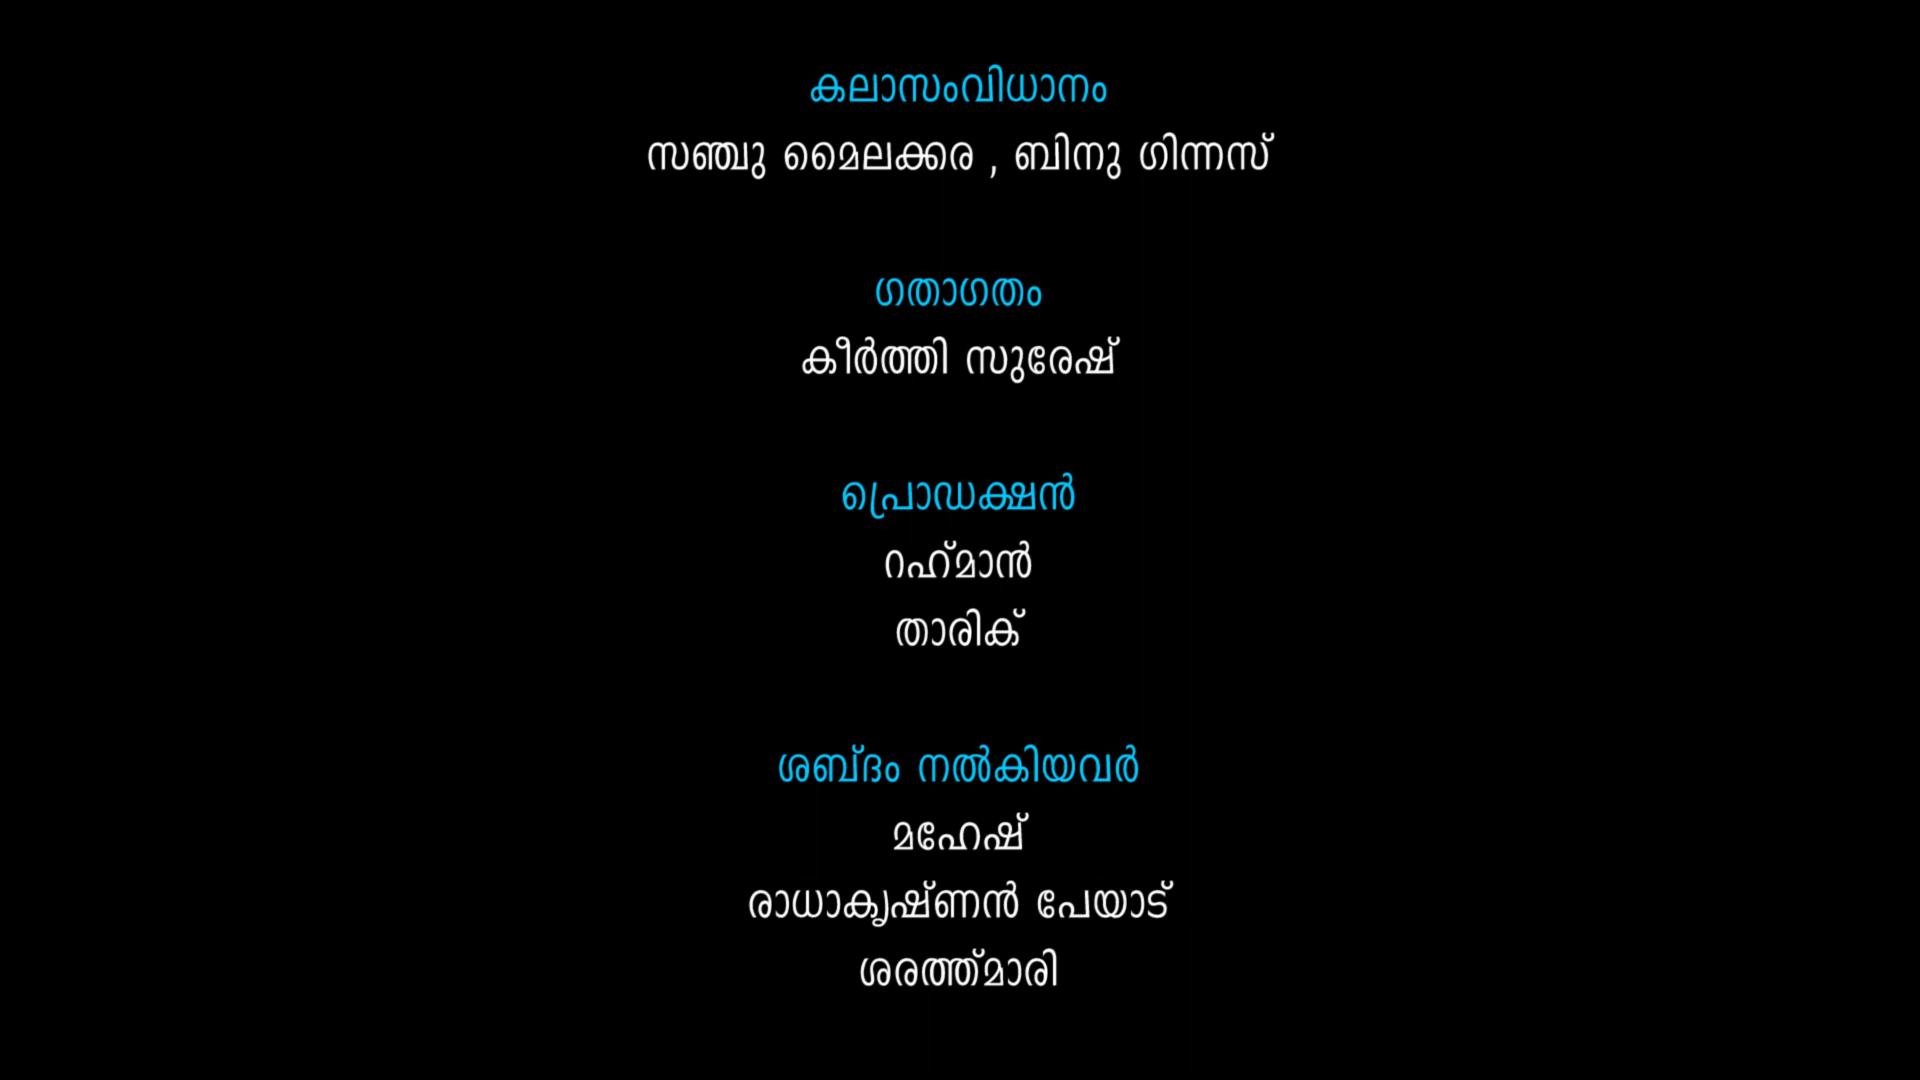 കലാസംവിധാനം
സഞ്ചു മൈലക്കര , ബിനു ഗിന്നസ്
ഗതാഗതം
കീർത്തി സുരേഷ്
പ്രൊഡക്ഷൻ
റഹ്‌മാൻ
താരിക്
ശബ്ദം നൽകിയവർ
മഹേഷ്
രാധാകൃഷ്ണൻ പേയാട്
ശരത്ത്മാരി